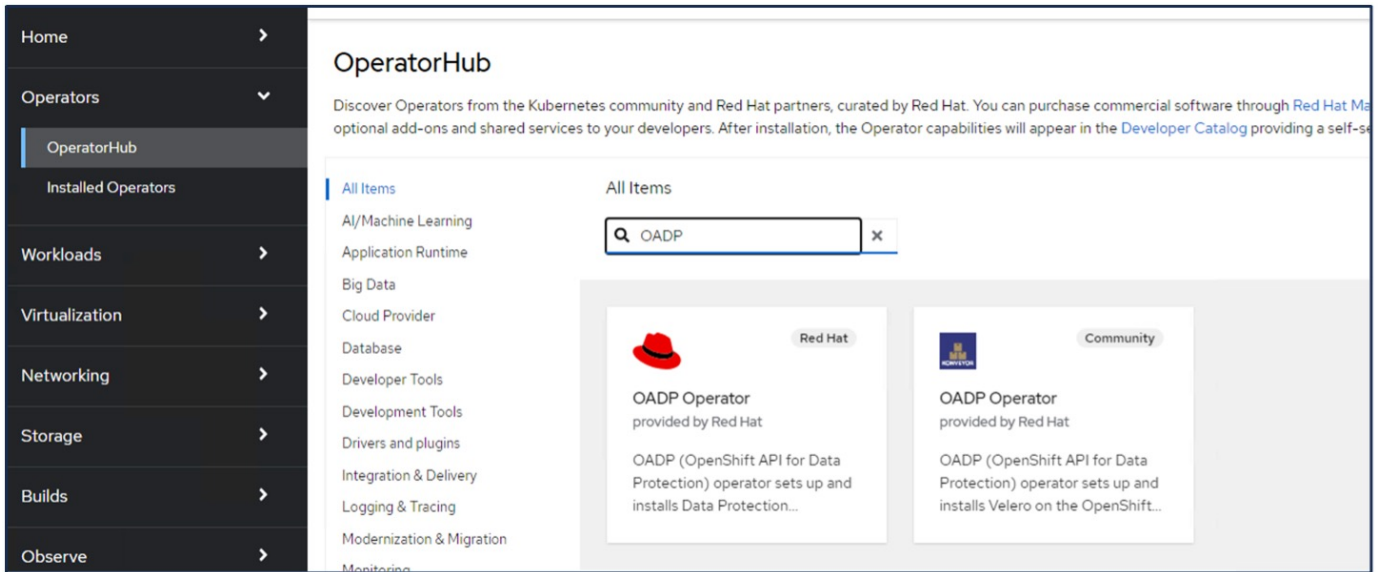 Home
Operators
OperatorHub
Installed Operators
Workloads
Virtualization
Networking
Storage
Builds
Observe
OperatorHub
Discover Operators from the Kubernetes community and Red Hat partners, curated by Red Hat. You can purchase commercial software through Red Hat Ma
optional add-ons and shared services to your developers. After installation, the Operator capabilities will appear in the Developer Catalog providing a self-se
All Items
AI/Machine Learning
Application Runtime
Big Data
Cloud Provider
Database
Developer Tools
Development Tools
Drivers and plugins
Integration & Delivery
Logging & Tracing
Modernization & Migration
Monitoring
All Items
OADP
Red Hat
OADP Operator
provided by Red Hat
OADP (OpenShift API for Data
Protection) operator sets up and
installs Data Protection...
KONVEYOR
Community
OADP Operator
provided by Red Hat
OADP (OpenShift API for Data
Protection) operator sets up and
installs Velero on the OpenShift...